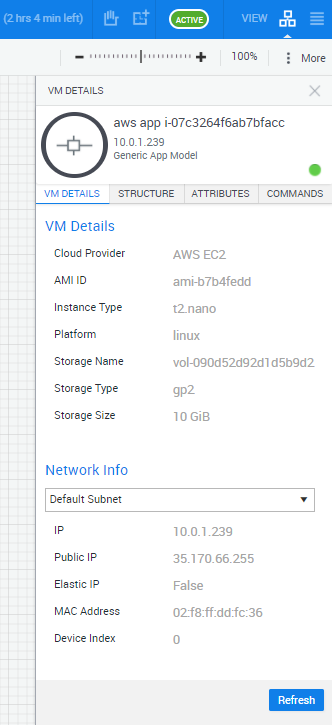 (2 hrs 4 min left) ACTIVE VIEW
100% More
VM DETAILS
aws app i-07c3264f6ab7bfacc
10.0.1.239
Generic App Model
VM DETAILS STRUCTURE ATTRIBUTES COMMANDS
VM Details
Cloud Provider AWS EC2
AMI ID ami-b7b4fedd
Instance Type t2.nano
Platform linux
Storage Name vol-090d52d92d1d5b9d2
Storage Type gp2
Storage Size 10 GiB
Network Info
Default Subnet
IP 10.0.1.239
Public IP 35.170.66.255
Elastic IP False
MAC Address 02:f8:ff:dd:fc:36
Device Index 0
Refresh